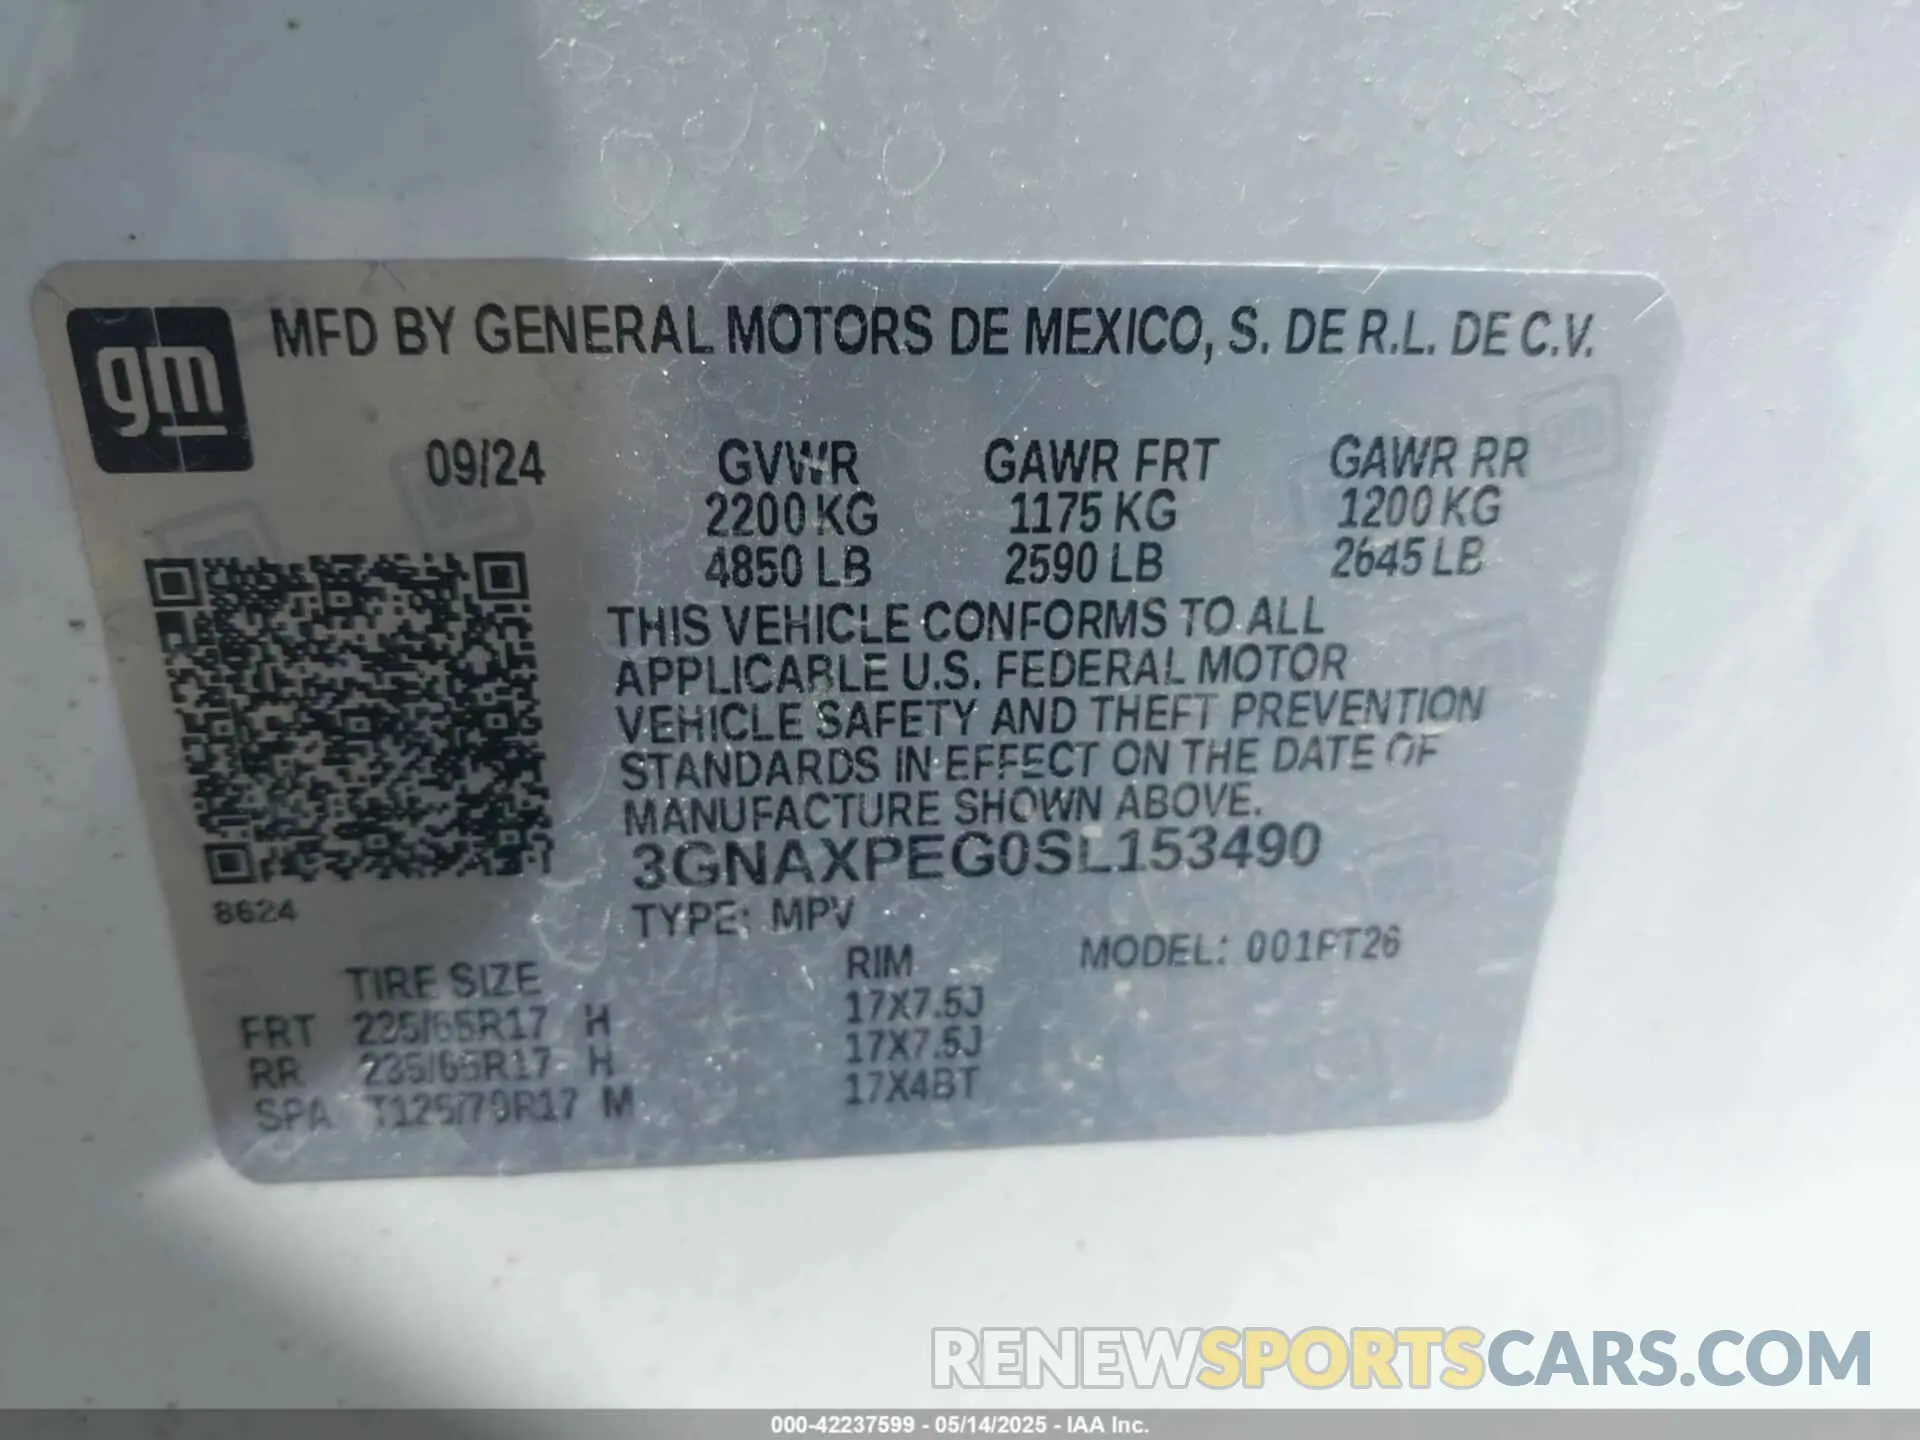 gm
MFD BY GENERAL MOTORS DE MEXICO, S. DE R.L. DE C.V.
09/24 GVWR GAWR FRT GAWR RR
2200 KG 1175 KG 1200 KG
4850 LB 2590 LB 2645 LB
THIS VEHICLE CONFORMS TO ALL
APPLICABLE U.S. FEDERAL MOTOR
VEHICLE SAFETY AND THEFT PREVENTION
STANDARDS IN EFFECT ON THE DATE OF
MANUFACTURE SHOWN ABOVE.
3GNAXPEG0SL153490
8624
TYPE: MPV
MODEL: 001PT26
TIRE SIZE RIM
FRT 235/65R17 H 17X7.5J
RR 235/65R17 H 17X7.5J
SPA T125/70R17 M 17X4BT
RENEWSPORTSCARS.COM
000-42237599 - 05/14/2025 - IAA Inc.